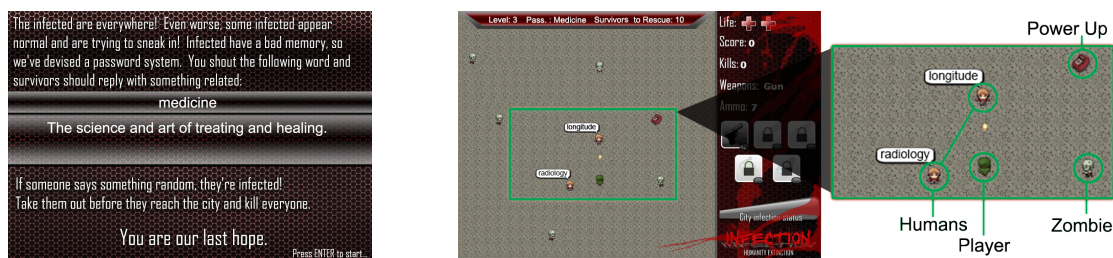 The infected are everywhere! Even worse, some infected appear
normal and are trying to sneak in! Infected have a bad memory, so
we've devised a password system. You shout the following word and
survivors should reply with something related:
medicine
The science and art of treating and healing.
If someone says something random, they're infected!
Take them out before they reach the city and kill everyone.
You are our last hope.
Press ENTER to start...
Level: 3 Pass. : Medicine Survivors to Rescue: 10
Life:
Score: 0
Kills: 0
Weapons: Gun
Ammo: 7
longitude
radiology
City infection status
INFECTION
HUMANITY EXTINCTION
Power Up
longitude
radiology
Humans
Player
Zombie